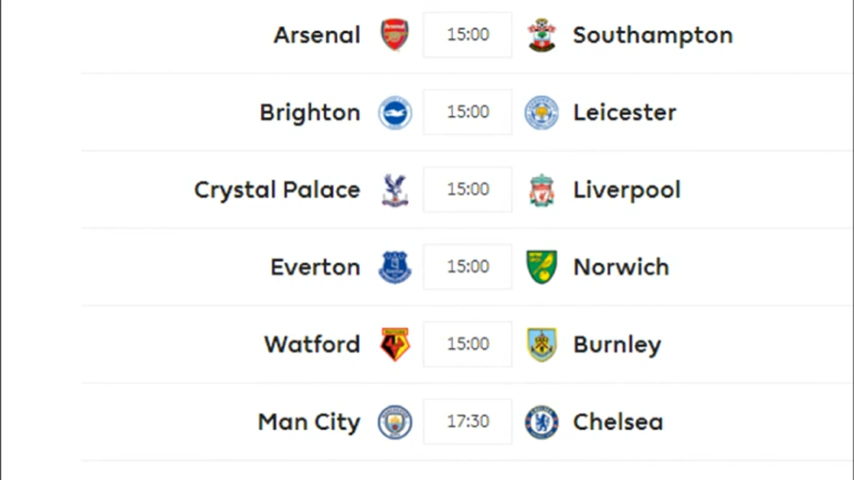 Arsenal 15:00 Southampton
Brighton 15:00 Leicester
Crystal Palace 15:00 Liverpool
Everton 15:00 Norwich
Watford 15:00 Burnley
Man City 17:30 Chelsea